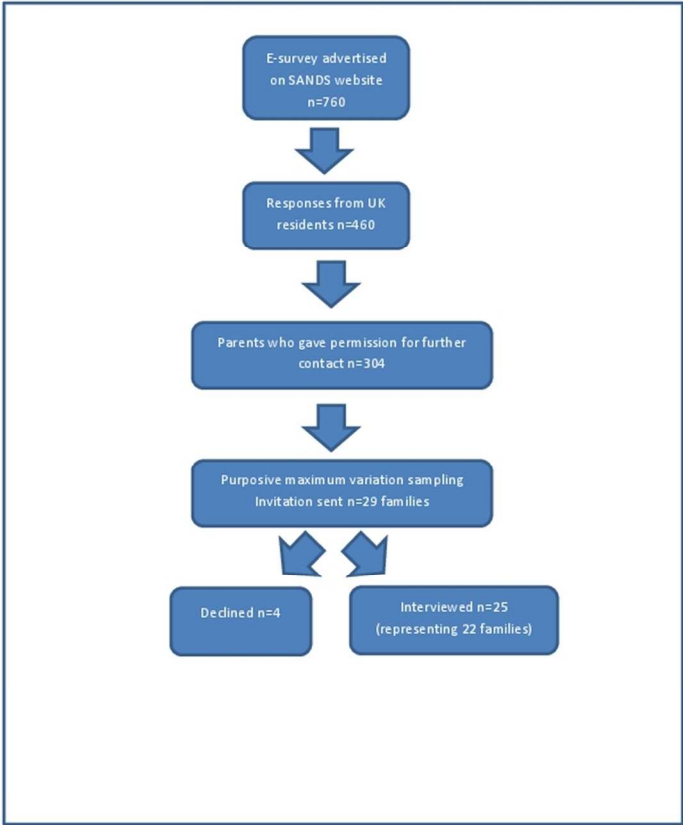 E-survey advertised
on SANDS website
n=760
Responses from UK
residents n=460
Parents who gave permission for further
contact n=304
Purposive maximum variation sampling
Invitation sent n=29 families
Declined n=4
Interviewed n=25
(representing 22 families)